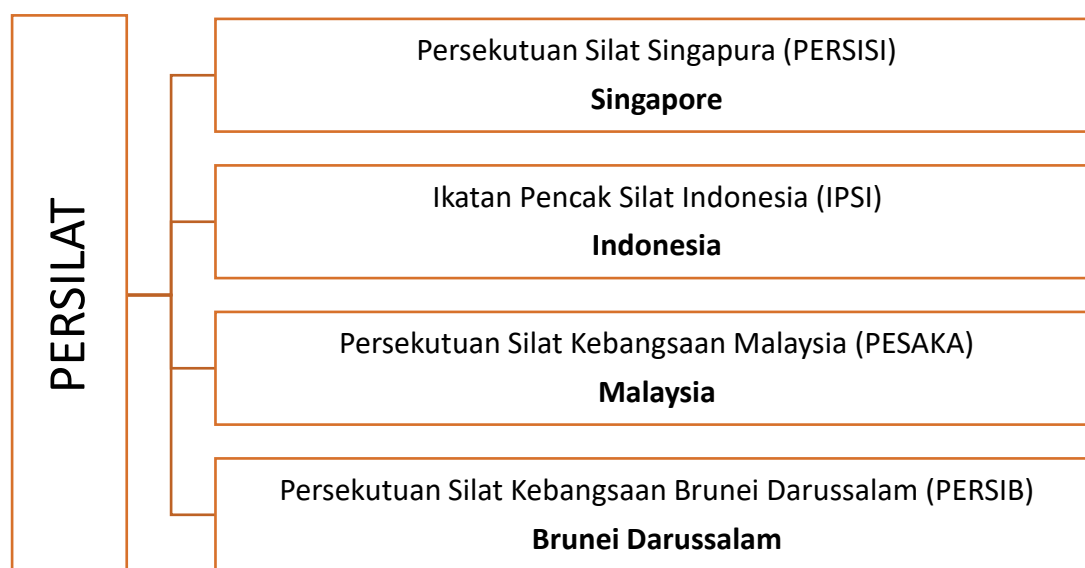 PERSILAT
Persekutuan Silat Singapura (PERSISI)
Singapore
Ikatan Pencak Silat Indonesia (IPSI)
Indonesia
Persekutuan Silat Kebangsaan Malaysia (PESAKA)
Malaysia
Persekutuan Silat Kebangsaan Brunei Darussalam (PERSIB)
Brunei Darussalam